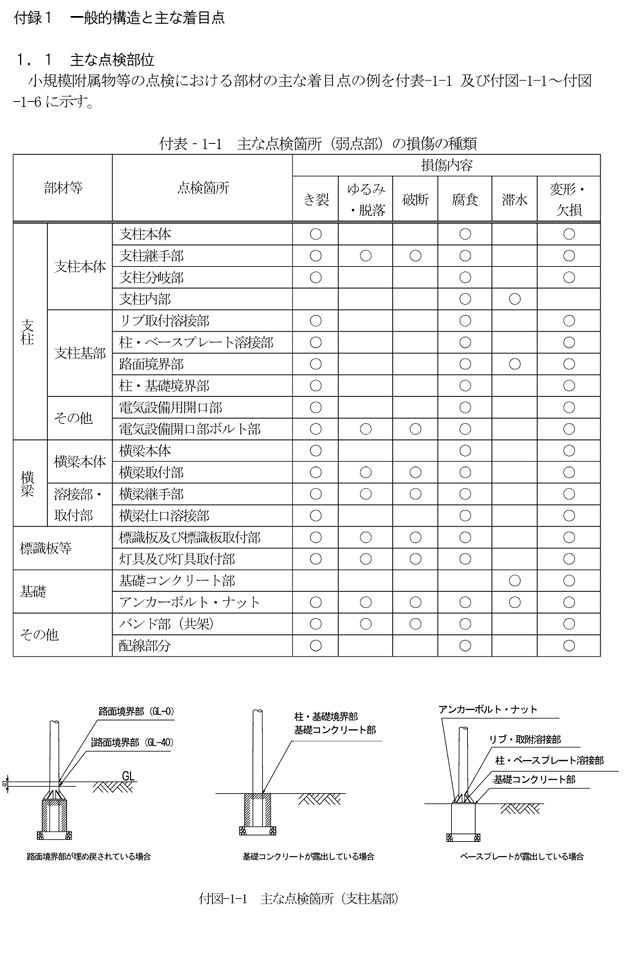 付録１　一般的構造と主な着目点
１．１　主な点検部位
小規模附属物等の点検における部材の主な着目点の例を付表-1-1 及び付図-1-1～付図
-1-6 に示す。
付表‐1-1　主な点検箇所（弱点部）の損傷の種類
部材等　点検箇所　損傷内容
き裂　ゆるみ・脱落　破断　腐食　滞水　変形・欠損
支柱　支柱本体　支柱本体　○　○　○
支柱継手部　○　○　○　○　○
支柱分岐部　○　○　○
支柱内部　○　○
支柱基部　リブ取付溶接部　○　○　○
柱・ベースプレート溶接部　○　○　○
路面境界部　○　○　○　○
柱・基礎境界部　○　○　○
その他　電気設備用開口部　○　○　○
電気設備開口部ボルト部　○　○　○　○　○
横梁　横梁本体　横梁本体　○　○　○
横梁取付部　○　○　○　○　○
溶接部・取付部　横梁継手部　○　○　○　○　○
横梁仕口溶接部　○　○　○
標識板等　標識板及び標識板取付部　○　○　○　○　○
灯具及び灯具取付部　○　○　○　○　○
基礎　基礎コンクリート部　○　○
アンカーボルト・ナット　○　○　○　○　○　○
その他　バンド部（共架）　○　○　○　○　○
配線部分　○　○　○
路面境界部（GL-0）
路面境界部（GL-40）
GL
40
路面境界部が埋め戻されている場合
柱・基礎境界部
基礎コンクリート部
基礎コンクリートが露出している場合
アンカーボルト・ナット
リブ・取附溶接部
柱・ベースプレート溶接部
基礎コンクリート部
ベースプレートが露出している場合
付図-1-1　主な点検箇所（支柱基部）